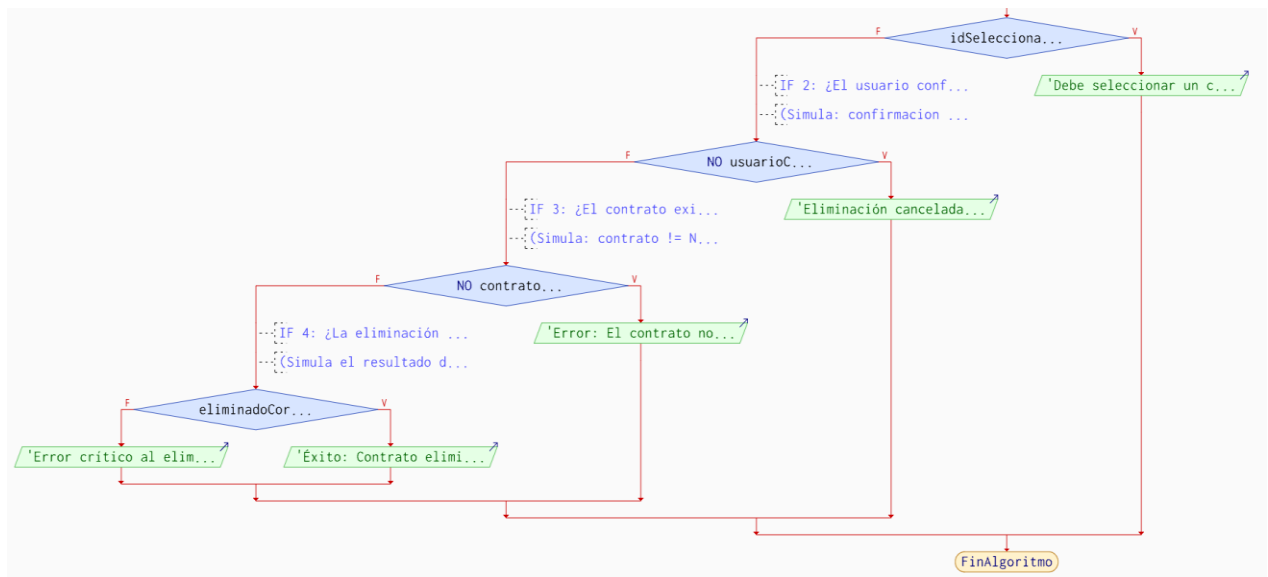 idSelecciona...
F
V
IF 2: ¿El usuario conf...
'Debe seleccionar un c...
(Simula: confirmacion ...
NO usuarioC...
F
V
IF 3: ¿El contrato exi...
'Eliminación cancelada...
(Simula: contrato != N...
NO contrato...
F
V
IF 4: ¿La eliminación ...
'Error: El contrato no...
(Simula el resultado d...
eliminadoCor...
F
V
'Error crítico al elim...
'Éxito: Contrato elimi...
FinAlgoritmo